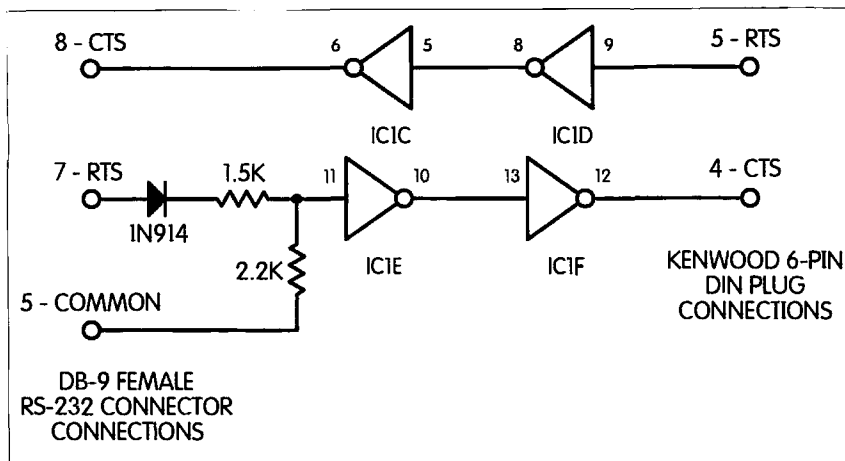 8 - CTS
6
5
8
9
5 - RTS
IC1C
IC1D
7 - RTS
1.5K
11
10
13
12
4 - CTS
1N914
2.2K
IC1E
IC1F
5 - COMMON
KENWOOD 6-PIN
DIN PLUG
CONNECTIONS
DB-9 FEMALE
RS-232 CONNECTOR
CONNECTIONS